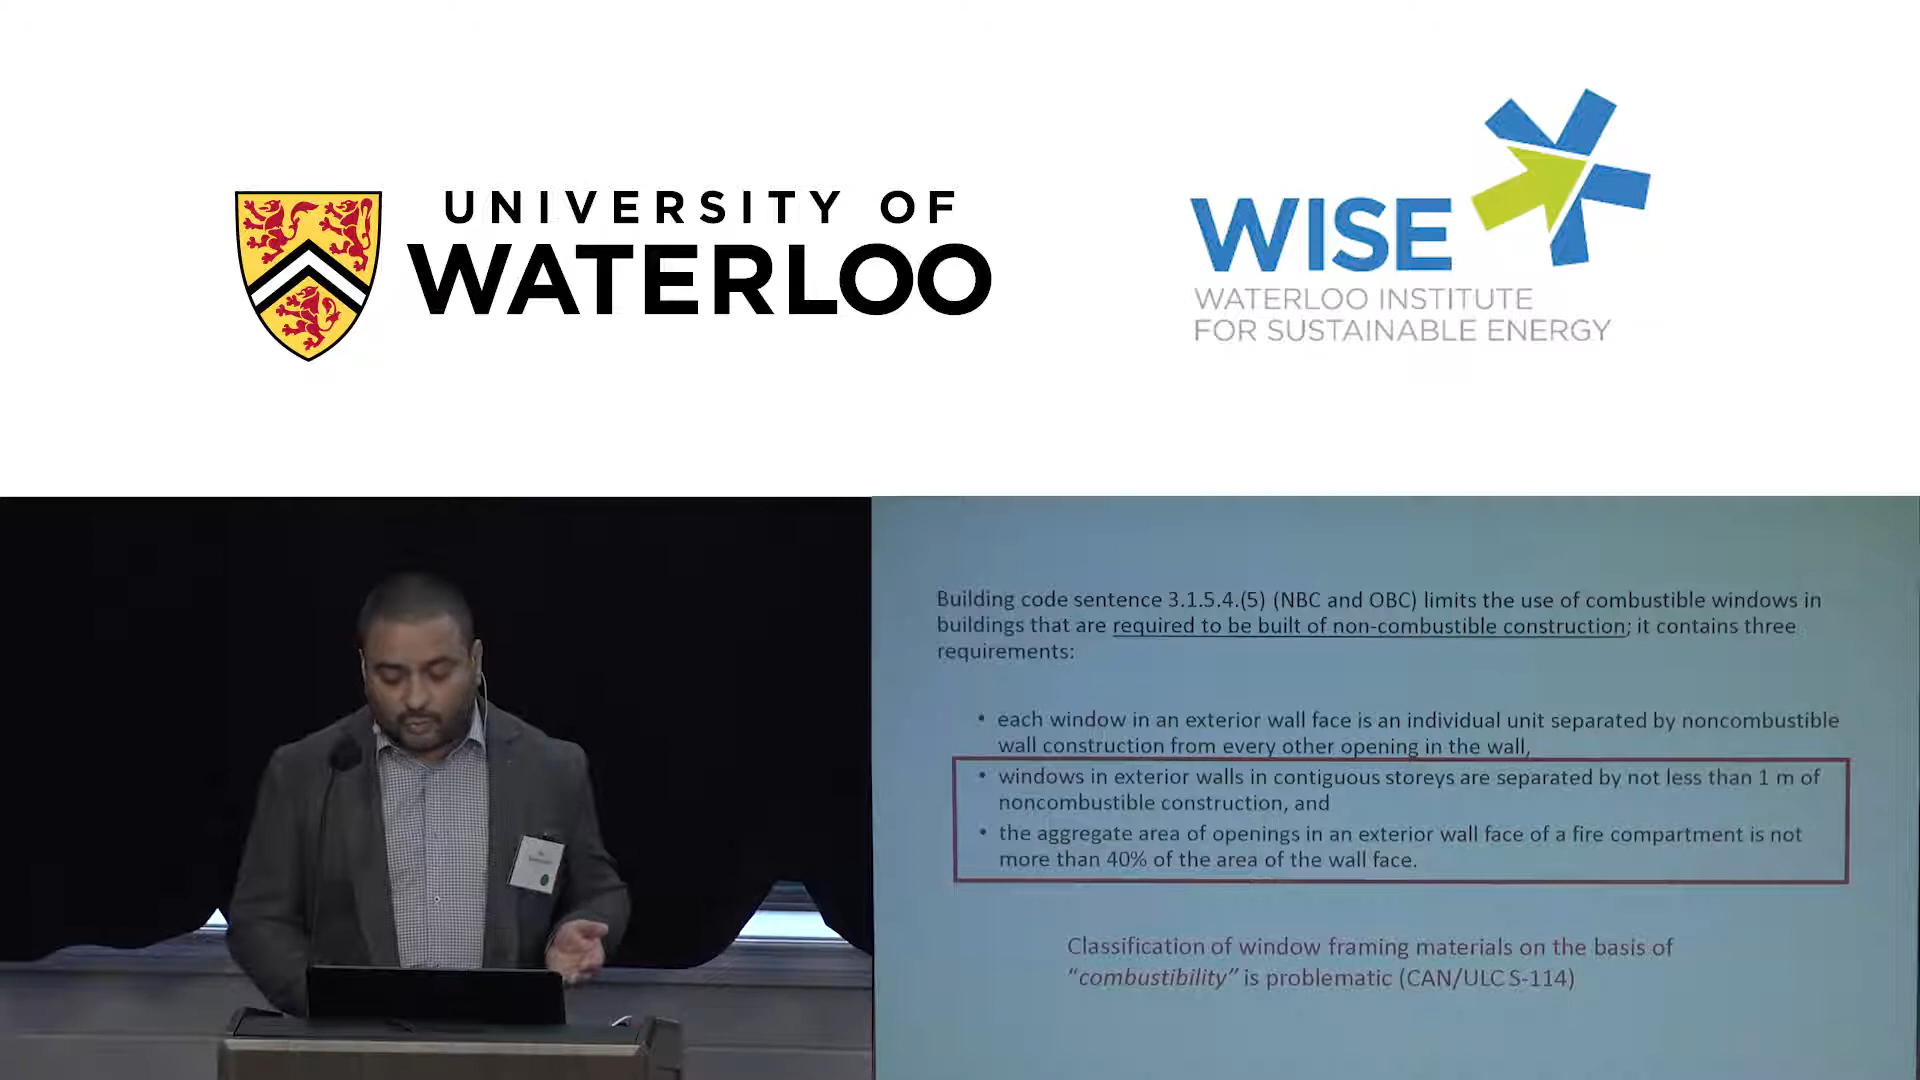 UNIVERSITY OF
WATERLOO
WISE
WATERLOO INSTITUTE
FOR SUSTAINABLE ENERGY
Building code sentence 3.1.5.4.(5) (NBC and OBC) limits the use of combustible windows in
buildings that are required to be built of non-combustible construction; it contains three
requirements:
• each window in an exterior wall face is an individual unit separated by noncombustible
wall construction from every other opening in the wall,
• windows in exterior walls in contiguous storeys are separated by not less than 1 m of
noncombustible construction, and
• the aggregate area of openings in an exterior wall face of a fire compartment is not
more than 40% of the area of the wall face.
Classification of window framing materials on the basis of
“combustibility” is problematic (CAN/ULC S-114)